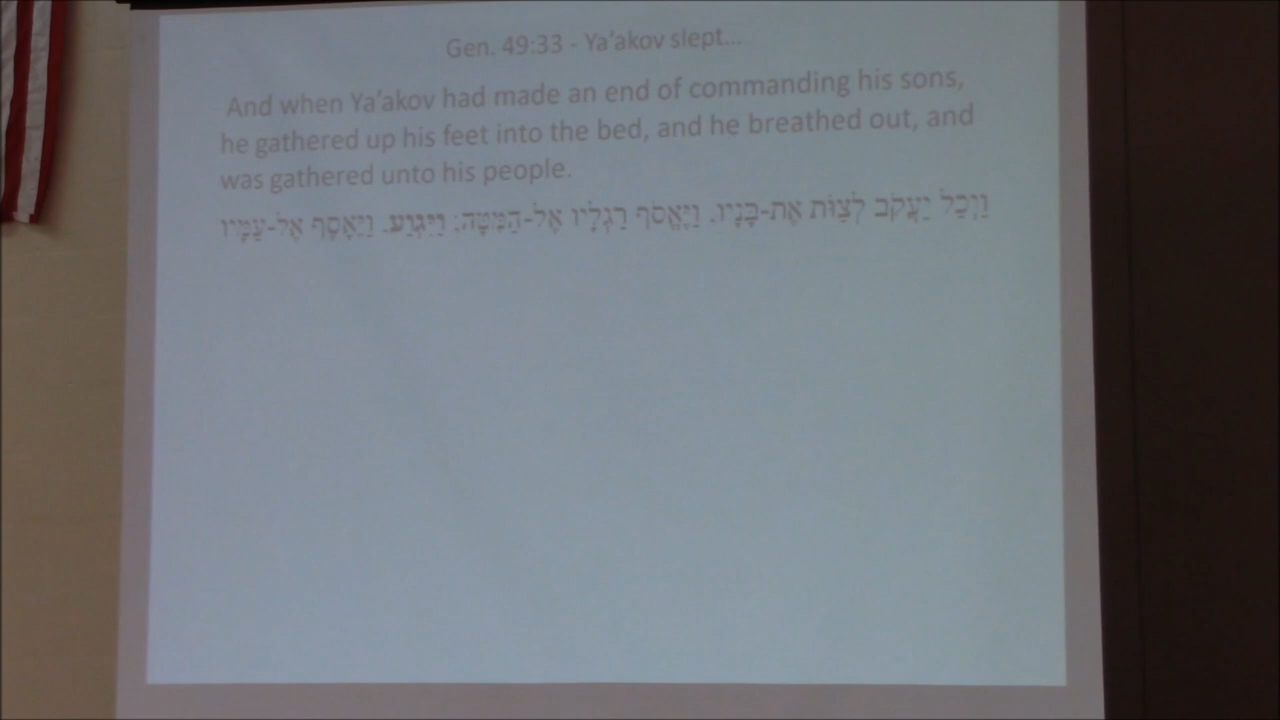 Gen. 49:33 - Ya'akov slept...
And when Ya'akov had made an end of commanding his sons,
he gathered up his feet into the bed, and he breathed out, and
was gathered unto his people.
וַיְכַל יַעֲקֹב לְצַוֹּת אֶת-בָּנָיו, וַיֶּאֱסֹף רַגְלָיו אֶל-הַמִּטָּה; וַיִּגְוַע, וַיֵּאָסֶף אֶל-עַמָּיו